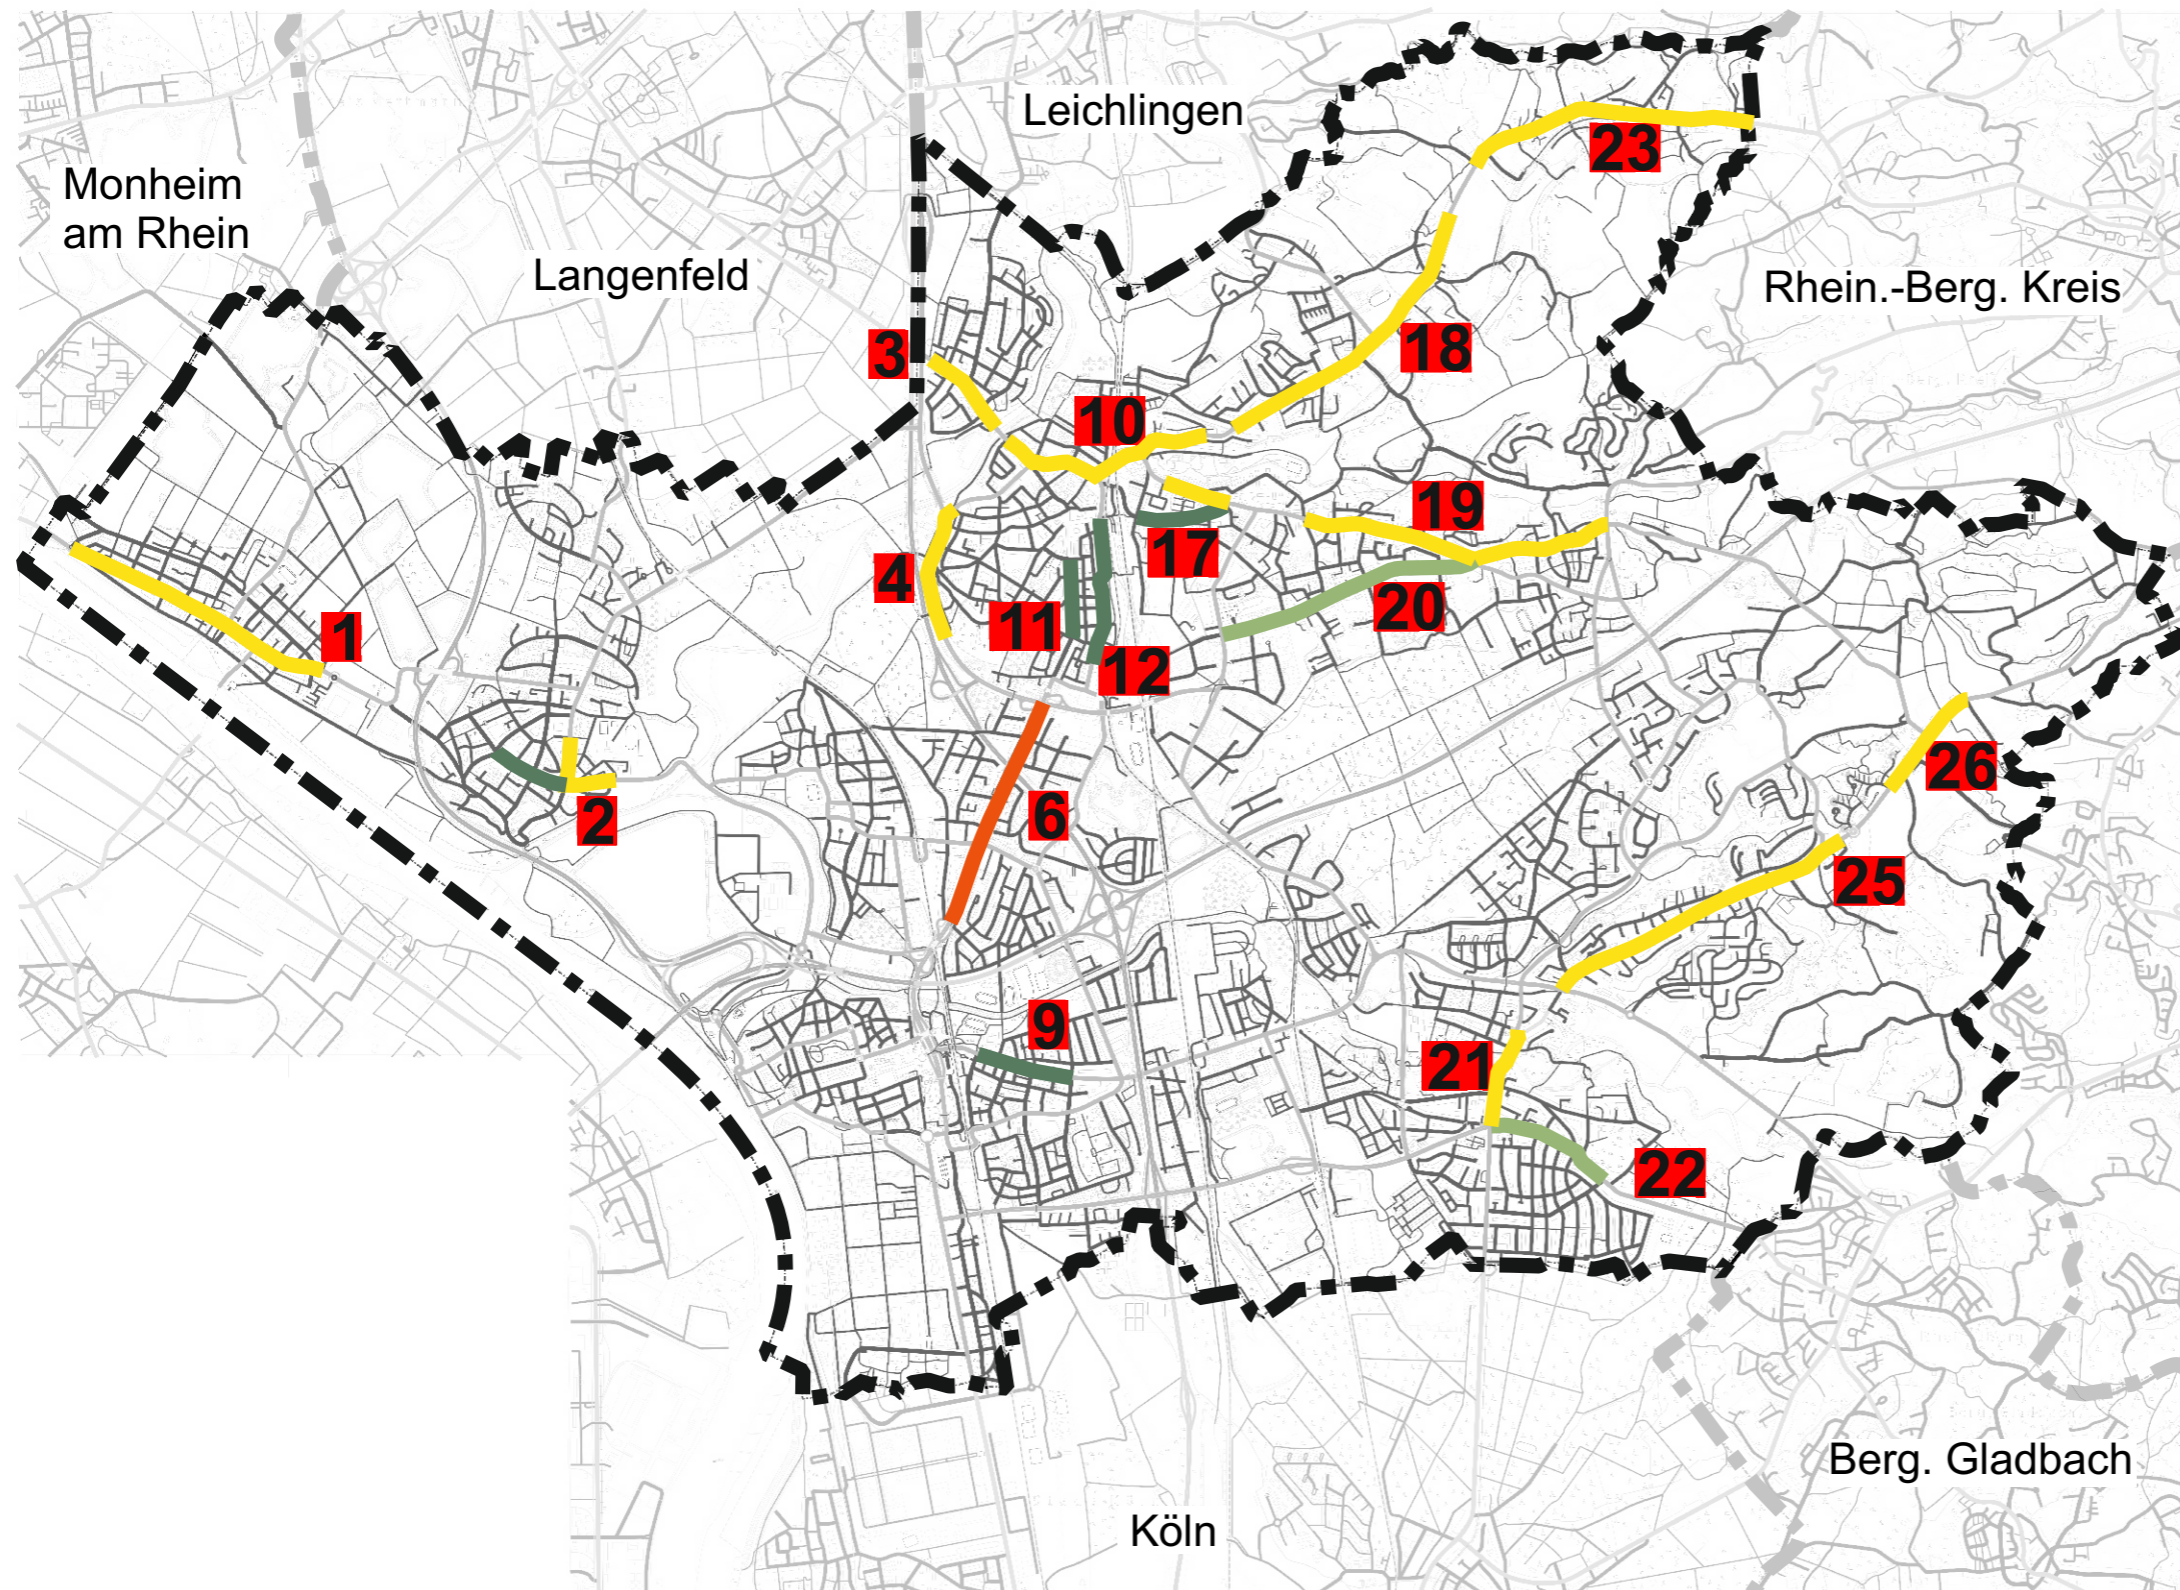 Leichlingen
23
Monheim
am Rhein
Langenfeld
Rhein.-Berg. Kreis
3
18
10
19
17
4
20
11
1
12
26
2
6
25
9
21
22
Berg. Gladbach
Köln